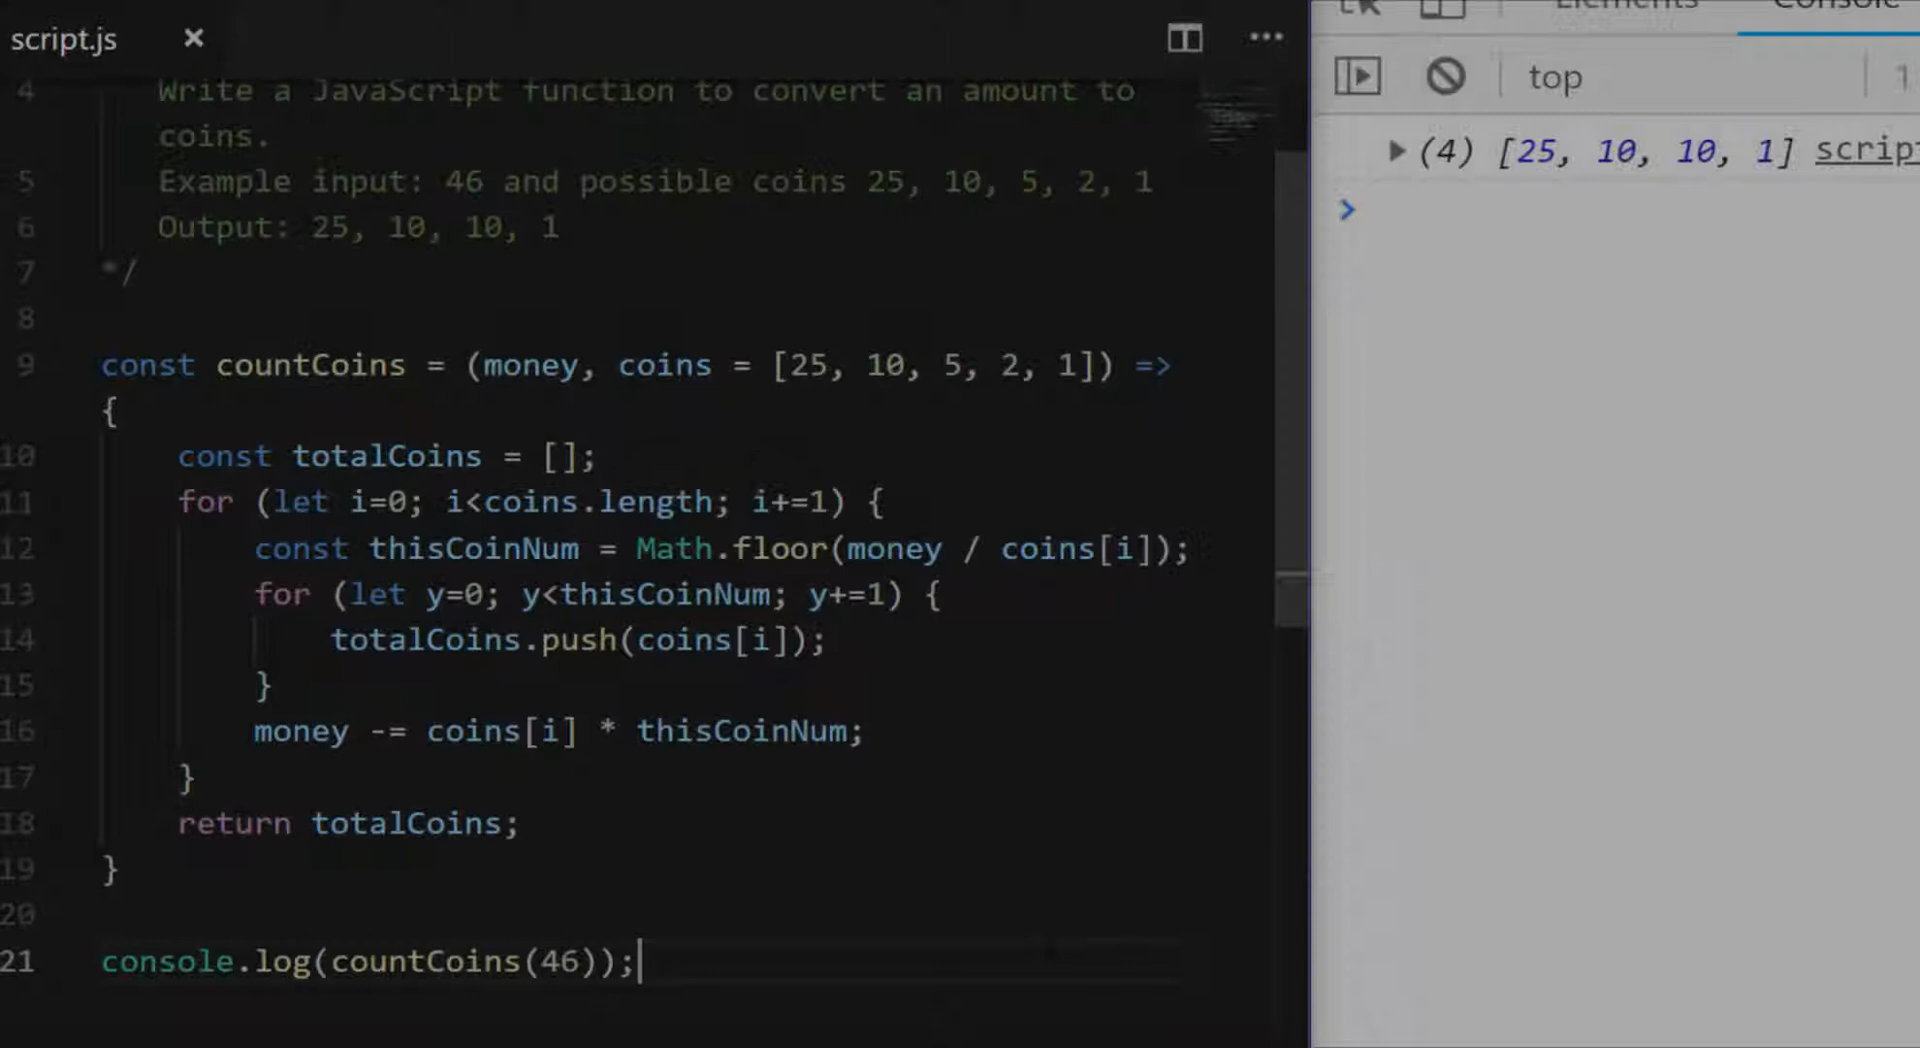 script.js
4 Write a JavaScript function to convert an amount to
coins.
5 Example input: 46 and possible coins 25, 10, 5, 2, 1
6 Output: 25, 10, 10, 1
7 */
8
9 const countCoins = (money, coins = [25, 10, 5, 2, 1]) =>
{
10 const totalCoins = [];
11 for (let i=0; i<coins.length; i+=1) {
12 const thisCoinNum = Math.floor(money / coins[i]);
13 for (let y=0; y<thisCoinNum; y+=1) {
14 totalCoins.push(coins[i]);
15 }
16 money -= coins[i] * thisCoinNum;
17 }
18 return totalCoins;
19 }
20
21 console.log(countCoins(46));
Elements Console
top 1
(4) [25, 10, 10, 1] script